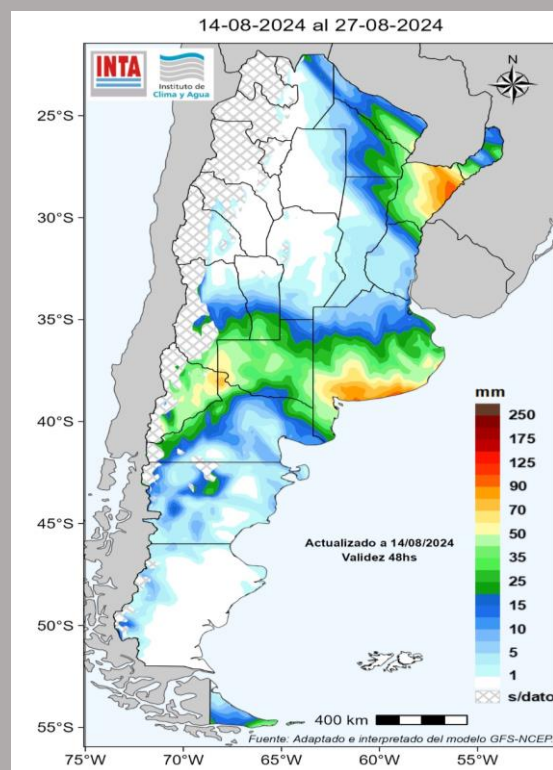 14-08-2024 al 27-08-2024
INTA
Instituto de
Clima y Agua
N
25°S
30°S
35°S
40°S
45°S
50°S
55°S
mm
250
175
125
90
70
50
35
25
15
10
5
1
s/dato
Actualizado a 14/08/2024
Validez 48hs
400 km
Fuente: Adaptado e interpretado del modelo GFS-NCEP.
75°W
70°W
65°W
60°W
55°W